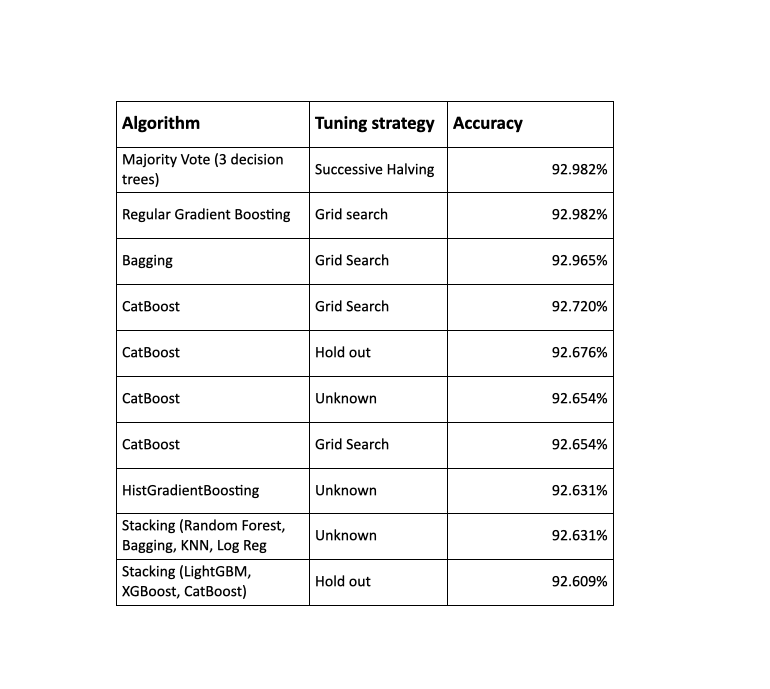 Algorithm Tuning strategy Accuracy
Majority Vote (3 decision
trees) Successive Halving 92.982%
Regular Gradient Boosting Grid search 92.982%
Bagging Grid Search 92.965%
CatBoost Grid Search 92.720%
CatBoost Hold out 92.676%
CatBoost Unknown 92.654%
CatBoost Grid Search 92.654%
HistGradientBoosting Unknown 92.631%
Stacking (Random Forest,
Bagging, KNN, Log Reg Unknown 92.631%
Stacking (LightGBM,
XGBoost, CatBoost) Hold out 92.609%